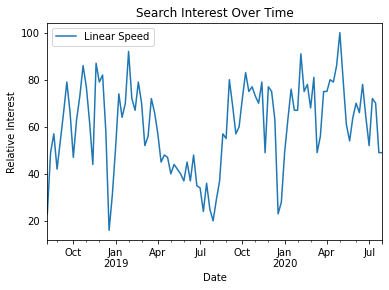 Search Interest Over Time
Linear Speed
Relative Interest
100
80
60
40
20
Oct
Jan
2019
Apr
Jul
Oct
Jan
2020
Apr
Jul
Date